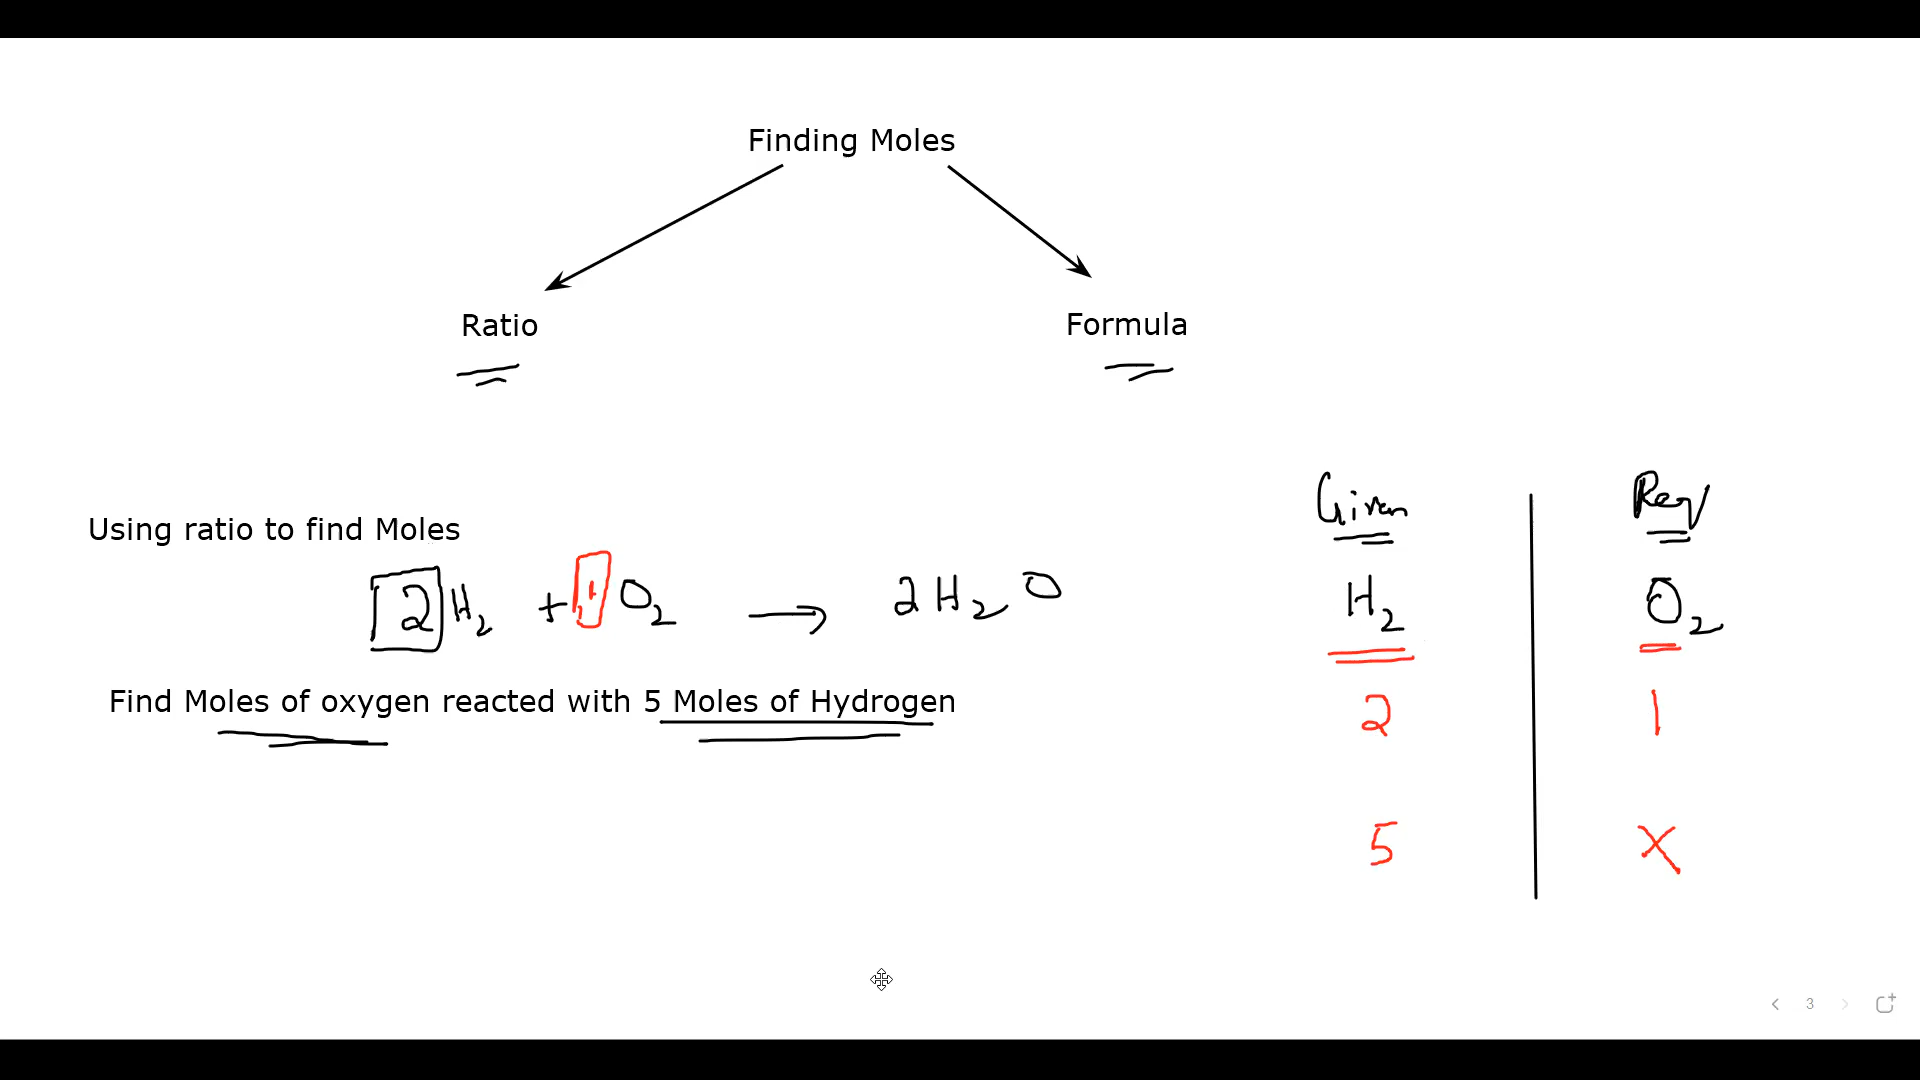 Finding Moles
Ratio
Formula
Using ratio to find Moles
2H₂ + 1O₂ → 2H₂O
Find Moles of oxygen reacted with 5 Moles of Hydrogen
Given Req
H₂ O₂
2 1
5 X
3